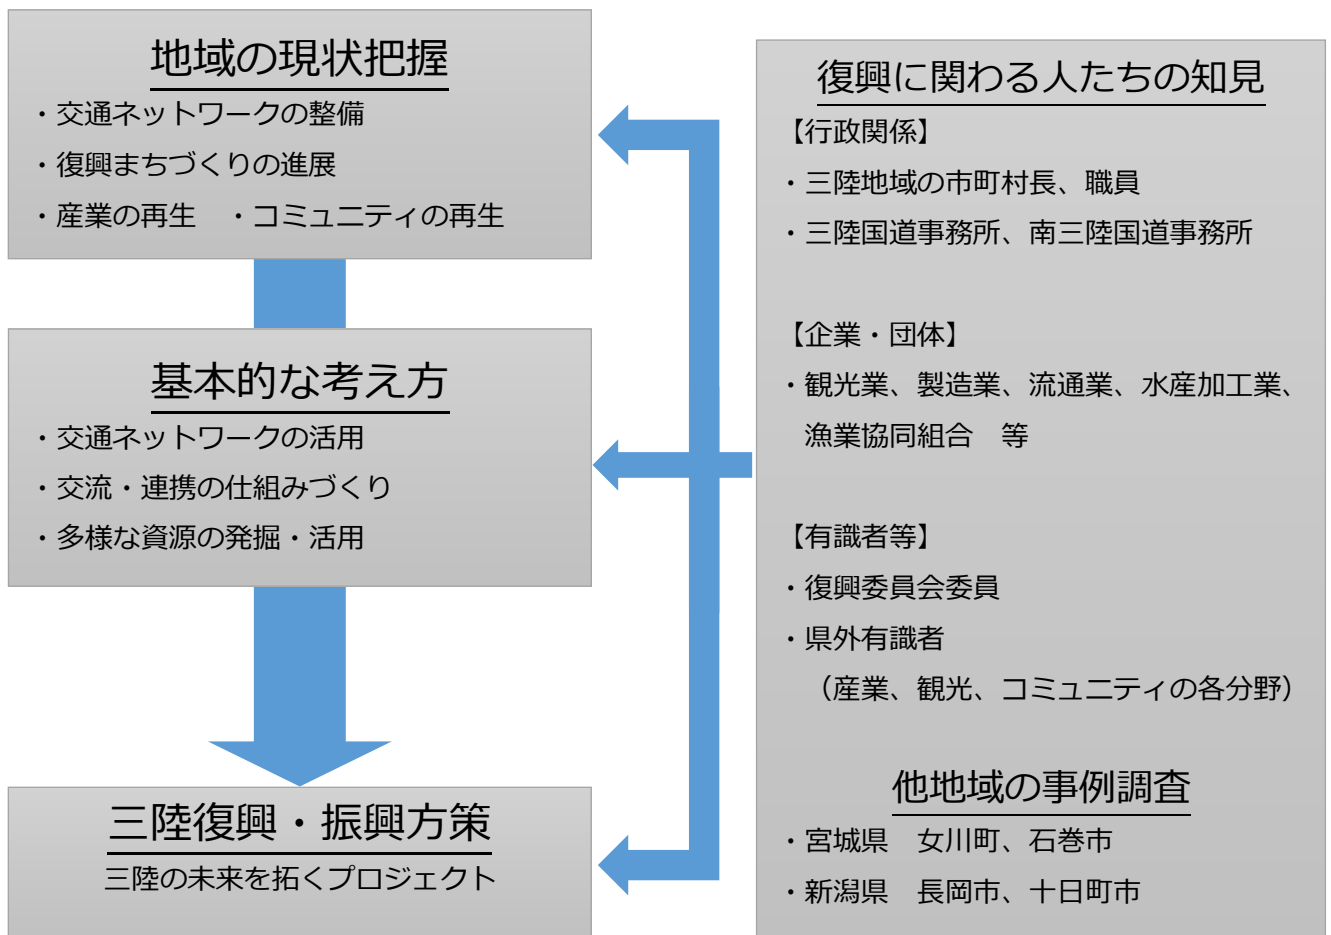 地域の現状把握
・交通ネットワークの整備
・復興まちづくりの進展
・産業の再生　・コミュニティの再生
基本的な考え方
・交通ネットワークの活用
・交流・連携の仕組みづくり
・多様な資源の発掘・活用
三陸復興・振興方策
三陸の未来を拓くプロジェクト
復興に関わる人たちの知見
【行政関係】
・三陸地域の市町村長、職員
・三陸国道事務所、南三陸国道事務所
【企業・団体】
・観光業、製造業、流通業、水産加工業、
漁業協同組合　等
【有識者等】
・復興委員会委員
・県外有識者
（産業、観光、コミュニティの各分野）
他地域の事例調査
・宮城県　女川町、石巻市
・新潟県　長岡市、十日町市